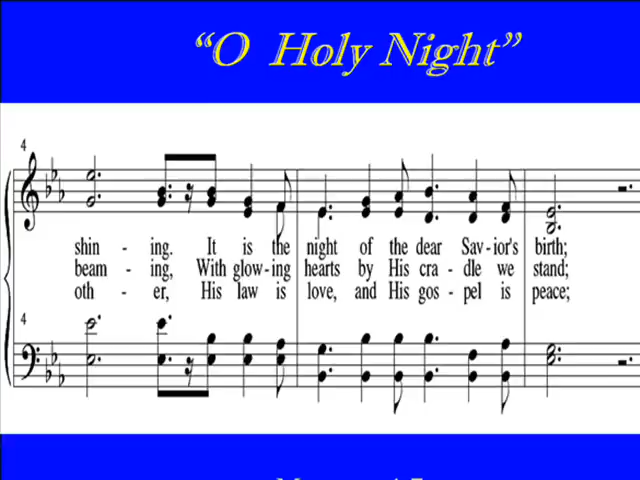 “O Holy Night”
4
shin - ing. It is the night of the dear Sav-ior's birth;
beam - ing, With glow-ing hearts by His cra - dle we stand;
oth - er, His law is love, and His gos - pel is peace;
4